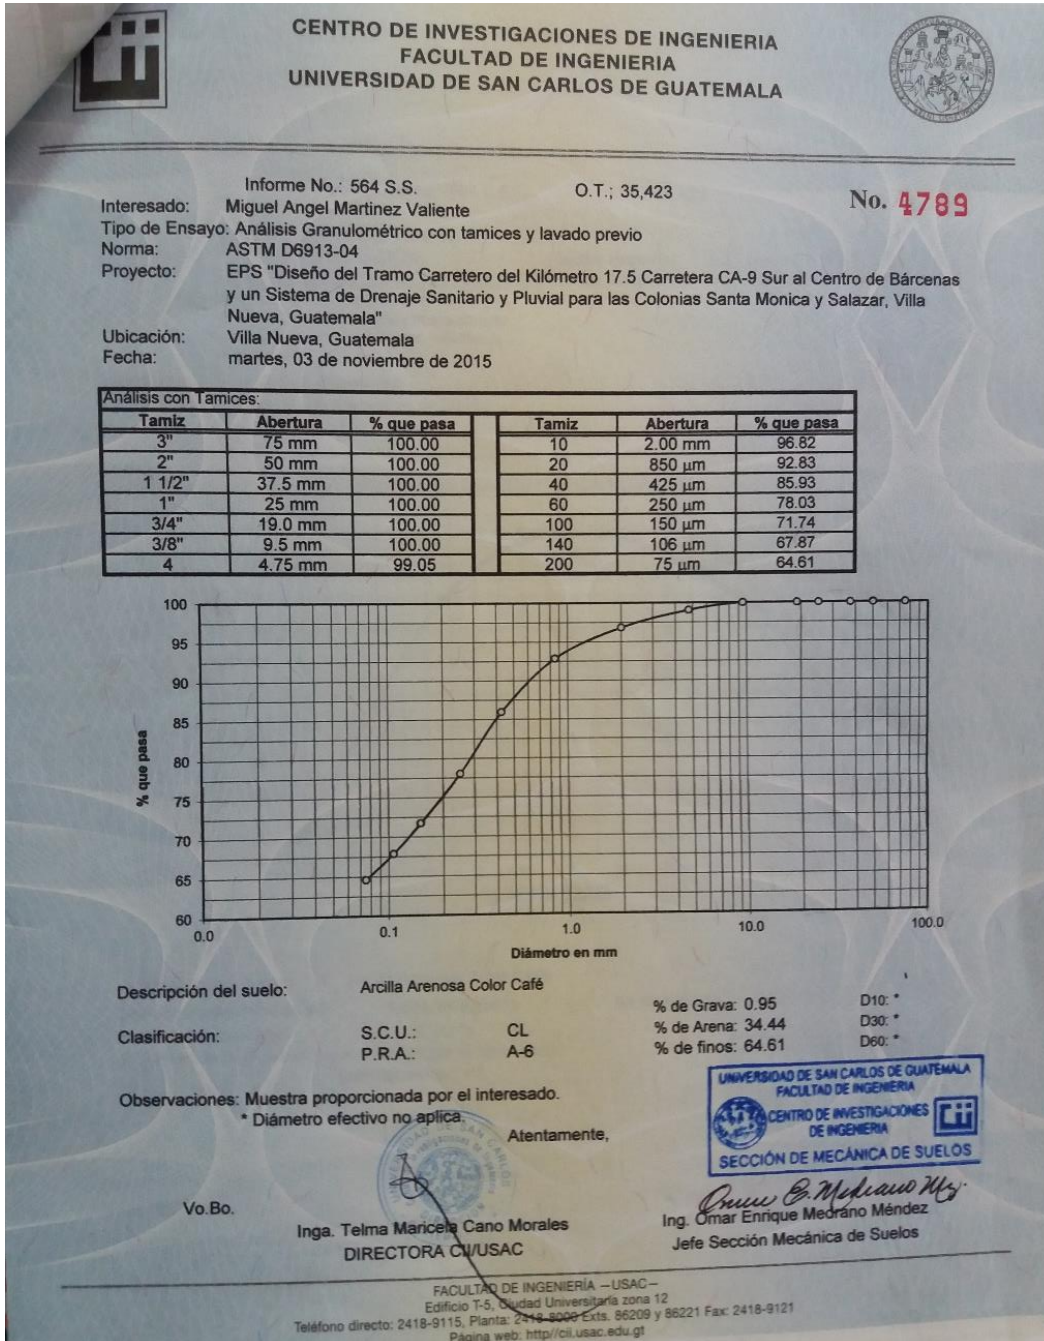 CENTRO DE INVESTIGACIONES DE INGENIERIA
FACULTAD DE INGENIERIA
UNIVERSIDAD DE SAN CARLOS DE GUATEMALA
Informe No.: 564 S.S. O.T.; 35,423 No. 4789
Interesado: Miguel Angel Martinez Valiente
Tipo de Ensayo: Análisis Granulométrico con tamices y lavado previo
Norma: ASTM D6913-04
Proyecto: EPS "Diseño del Tramo Carretero del Kilómetro 17.5 Carretera CA-9 Sur al Centro de Bárcenas
y un Sistema de Drenaje Sanitario y Pluvial para las Colonias Santa Monica y Salazar, Villa
Nueva, Guatemala"
Ubicación: Villa Nueva, Guatemala
Fecha: martes, 03 de noviembre de 2015
Análisis con Tamices:
Tamiz Abertura % que pasa Tamiz Abertura % que pasa
3" 75 mm 100.00 10 2.00 mm 96.82
2" 50 mm 100.00 20 850 µm 92.83
1 1/2" 37.5 mm 100.00 40 425 µm 85.93
1" 25 mm 100.00 60 250 µm 78.03
3/4" 19.0 mm 100.00 100 150 µm 71.74
3/8" 9.5 mm 100.00 140 106 µm 67.87
4 4.75 mm 99.05 200 75 µm 64.61
% que pasa
100
95
90
85
80
75
70
65
60
0.0 0.1 1.0 10.0 100.0
Diámetro en mm
Descripción del suelo: Arcilla Arenosa Color Café
% de Grava: 0.95 D10: *
Clasificación: S.C.U.: CL % de Arena: 34.44 D30: *
P.R.A.: A-6 % de finos: 64.61 D60: *
Observaciones: Muestra proporcionada por el interesado.
* Diámetro efectivo no aplica.
Atentamente,
UNIVERSIDAD DE SAN CARLOS DE GUATEMALA
FACULTAD DE INGENIERIA
CENTRO DE INVESTIGACIONES
DE INGENIERIA
SECCIÓN DE MECÁNICA DE SUELOS
Vo.Bo.
Inga. Telma Maricela Cano Morales
DIRECTORA CII/USAC
Ing. Omar Enrique Medrano Méndez
Jefe Sección Mecánica de Suelos
FACULTAD DE INGENIERÍA —USAC—
Edificio T-5, Ciudad Universitaria zona 12
Teléfono directo: 2418-9115, Planta: 2418-8000 Exts. 86209 y 86221 Fax: 2418-9121
Página web: http//cii.usac.edu.gt